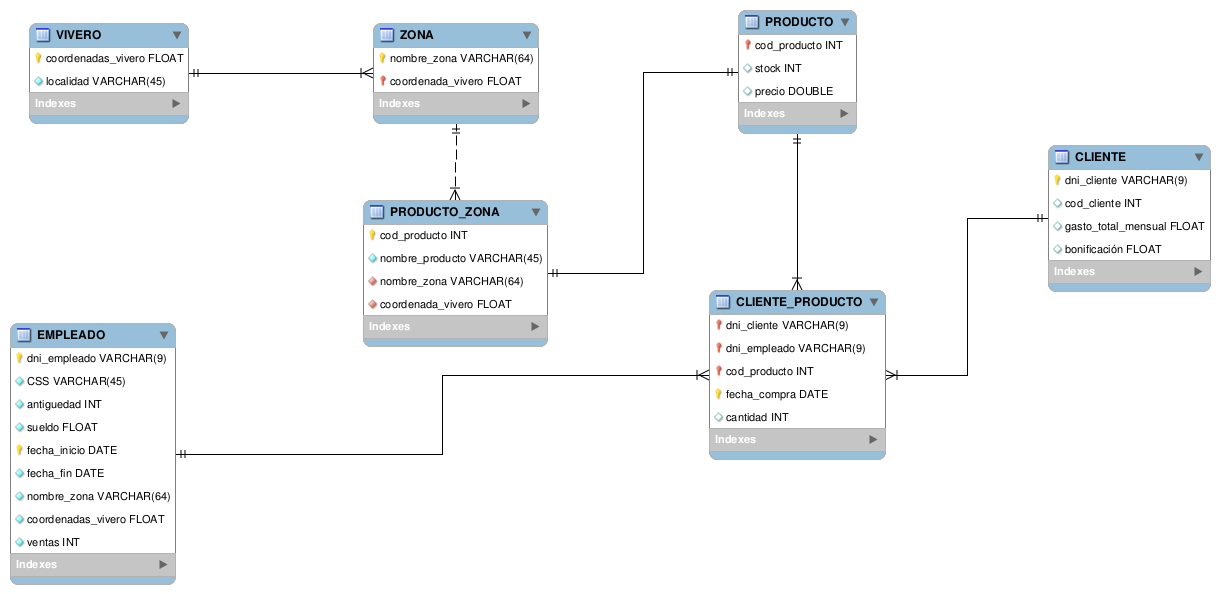 VIVERO
coordenadas_vivero FLOAT
localidad VARCHAR(45)
Indexes
ZONA
nombre_zona VARCHAR(64)
coordenada_vivero FLOAT
Indexes
PRODUCTO
cod_producto INT
stock INT
precio DOUBLE
Indexes
CLIENTE
dni_cliente VARCHAR(9)
cod_cliente INT
gasto_total_mensual FLOAT
bonificación FLOAT
Indexes
PRODUCTO_ZONA
cod_producto INT
nombre_producto VARCHAR(45)
nombre_zona VARCHAR(64)
coordenada_vivero FLOAT
Indexes
CLIENTE_PRODUCTO
dni_cliente VARCHAR(9)
dni_empleado VARCHAR(9)
cod_producto INT
fecha_compra DATE
cantidad INT
Indexes
EMPLEADO
dni_empleado VARCHAR(9)
CSS VARCHAR(45)
antiguedad INT
sueldo FLOAT
fecha_inicio DATE
fecha_fin DATE
nombre_zona VARCHAR(64)
coordenadas_vivero FLOAT
ventas INT
Indexes